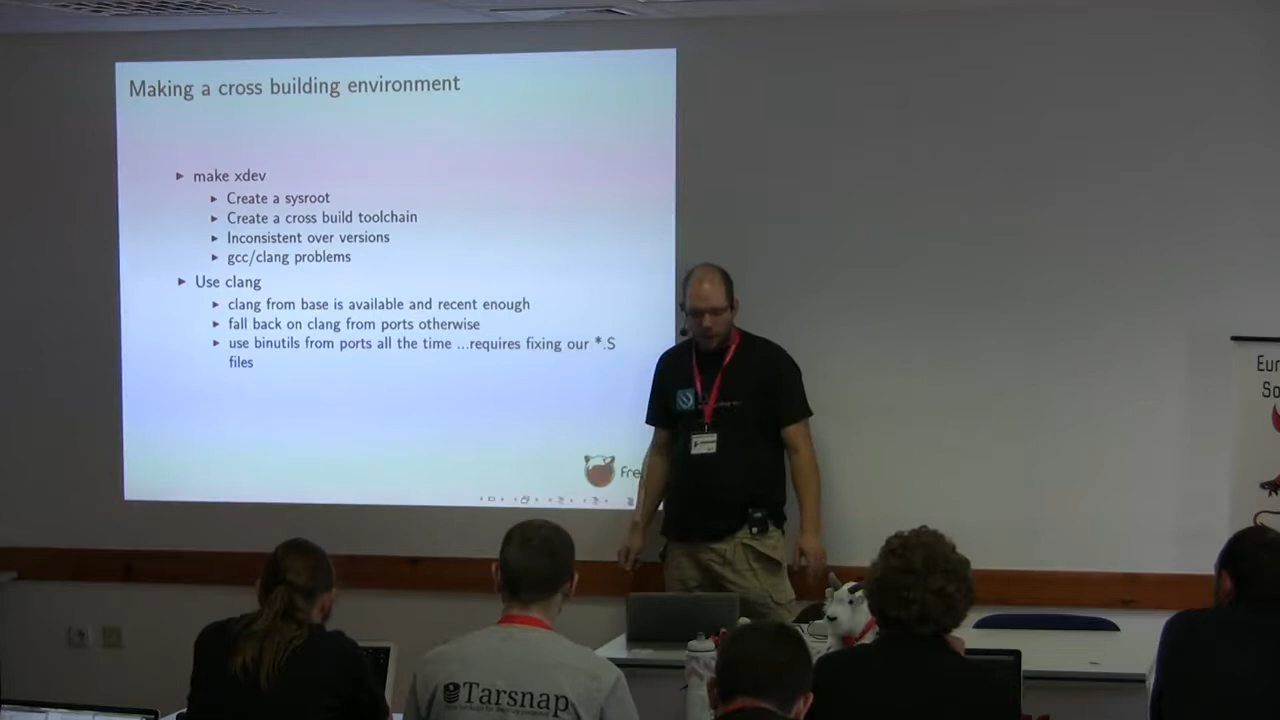 Making a cross building environment
make xdev
Create a sysroot
Create a cross build toolchain
Inconsistent over versions
gcc/clang problems
Use clang
clang from base is available and recent enough
fall back on clang from ports otherwise
use binutils from ports all the time ...requires fixing our *.S
files
fre
Eur
So
Tarsnap